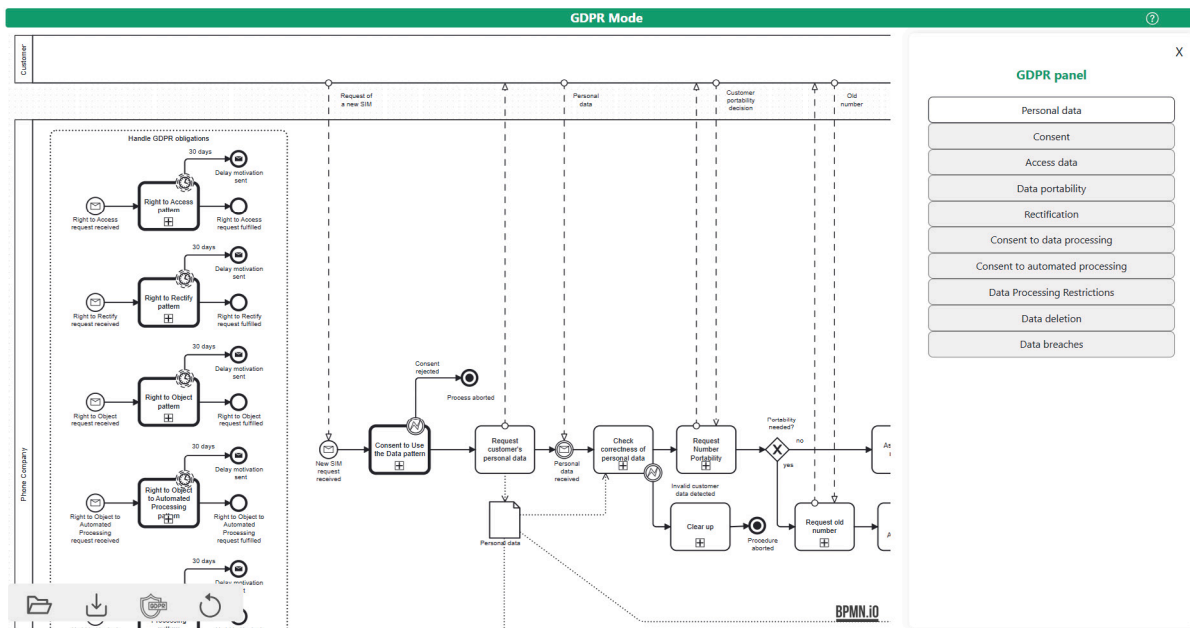 GDPR Mode
?
Customer
Request of
a new SIM
Personal
data
Customer
portability
decision
Old
number
Phone Company
Handle GDPR obligations
30 days
Delay motivation
sent
Right to Access
pattern
Right to Access
request received
Right to Access
request fulfilled
30 days
Delay motivation
sent
Right to Rectify
pattern
Right to Rectify
request received
Right to Rectify
request fulfilled
30 days
Delay motivation
sent
Right to Object
pattern
Right to Object
request received
Right to Object
request fulfilled
30 days
Delay motivation
sent
Right to Object
to Automated
Processing
pattern
Right to Object to
Automated
Processing
request received
Right to Object to
Automated
Processing
request fulfilled
30 days
Delay motivation
GDPR
New SIM
request
received
Consent to Use
the Data pattern
Consent
rejected
Process aborted
Request
customer's
personal data
Personal data
Personal
data
received
Check
correctness of
personal data
Invalid customer
data detected
Clear up
Procedure
aborted
Request
Number
Portability
Portability
needed?
no
yes
Request old
number
BPMN.iO
X
GDPR panel
Personal data
Consent
Access data
Data portability
Rectification
Consent to data processing
Consent to automated processing
Data Processing Restrictions
Data deletion
Data breaches